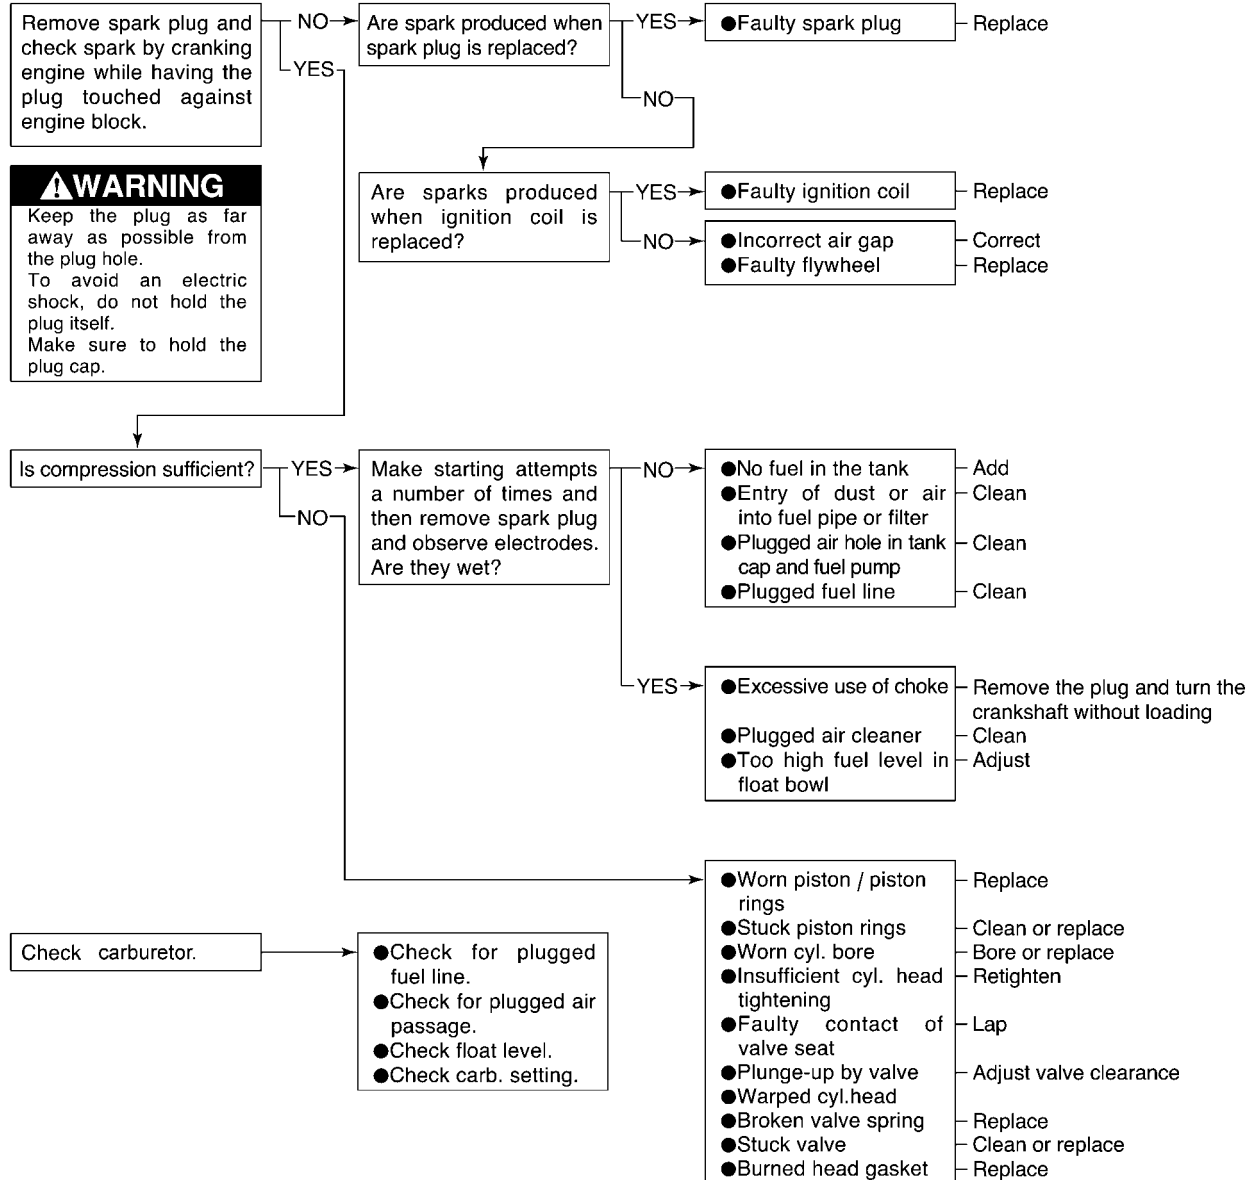 Remove spark plug and
check spark by cranking
engine while having the
plug touched against
engine block.
NO
YES
Are spark produced when
spark plug is replaced?
YES
NO
●Faulty spark plug
Replace
⚠WARNING
Keep the plug as far
away as possible from
the plug hole.
To avoid an electric
shock, do not hold the
plug itself.
Make sure to hold the
plug cap.
Are sparks produced
when ignition coil is
replaced?
YES
NO
●Faulty ignition coil
Replace
●Incorrect air gap
Correct
●Faulty flywheel
Replace
Is compression sufficient?
YES
NO
Make starting attempts
a number of times and
then remove spark plug
and observe electrodes.
Are they wet?
NO
YES
●No fuel in the tank
Add
●Entry of dust or air
into fuel pipe or filter
Clean
●Plugged air hole in tank
cap and fuel pump
Clean
●Plugged fuel line
Clean
●Excessive use of choke
Remove the plug and turn the
crankshaft without loading
●Plugged air cleaner
Clean
●Too high fuel level in
float bowl
Adjust
●Worn piston / piston
rings
Replace
●Stuck piston rings
Clean or replace
●Worn cyl. bore
Bore or replace
●Insufficient cyl. head
tightening
Retighten
●Faulty contact of
valve seat
Lap
●Plunge-up by valve
Adjust valve clearance
●Warped cyl.head
●Broken valve spring
Replace
●Stuck valve
Clean or replace
●Burned head gasket
Replace
Check carburetor.
●Check for plugged
fuel line.
●Check for plugged air
passage.
●Check float level.
●Check carb. setting.